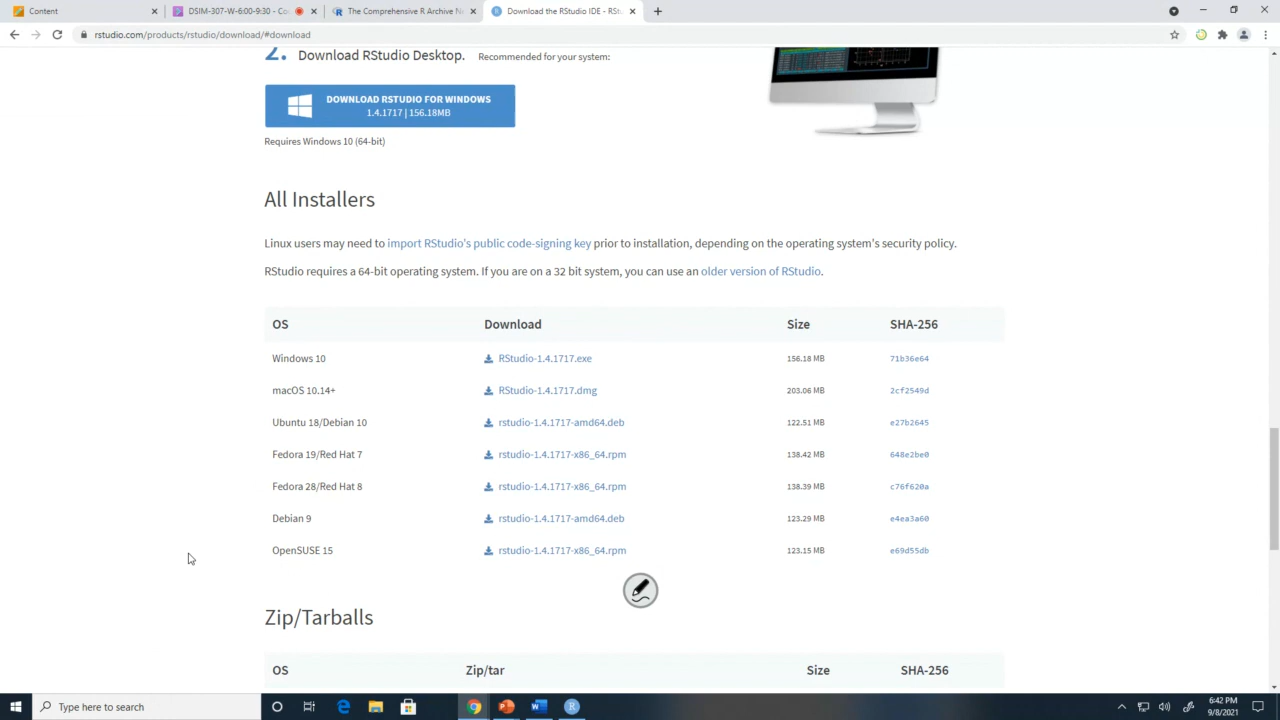 Content
DSIM-307-W-6:00-9:30 - Co
The Comprehensive R Archive Ne
Download the RStudio IDE - RStu
rstudio.com/products/rstudio/download/#download
2. Download RStudio Desktop. Recommended for your system:
DOWNLOAD RSTUDIO FOR WINDOWS
1.4.1717 | 156.18MB
Requires Windows 10 (64-bit)
All Installers
Linux users may need to import RStudio's public code-signing key prior to installation, depending on the operating system's security policy.
RStudio requires a 64-bit operating system. If you are on a 32 bit system, you can use an older version of RStudio.
OS Download Size SHA-256
Windows 10 RStudio-1.4.1717.exe 156.18 MB 71b36e64
macOS 10.14+ RStudio-1.4.1717.dmg 203.06 MB 2cf2549d
Ubuntu 18/Debian 10 rstudio-1.4.1717-amd64.deb 122.51 MB e27b2645
Fedora 19/Red Hat 7 rstudio-1.4.1717-x86_64.rpm 138.42 MB 648e2be0
Fedora 28/Red Hat 8 rstudio-1.4.1717-x86_64.rpm 138.39 MB c76f620a
Debian 9 rstudio-1.4.1717-amd64.deb 123.29 MB e4ea3a60
OpenSUSE 15 rstudio-1.4.1717-x86_64.rpm 123.15 MB e69d55db
Zip/Tarballs
OS Zip/tar Size SHA-256
Type here to search
6:42 PM
9/8/2021